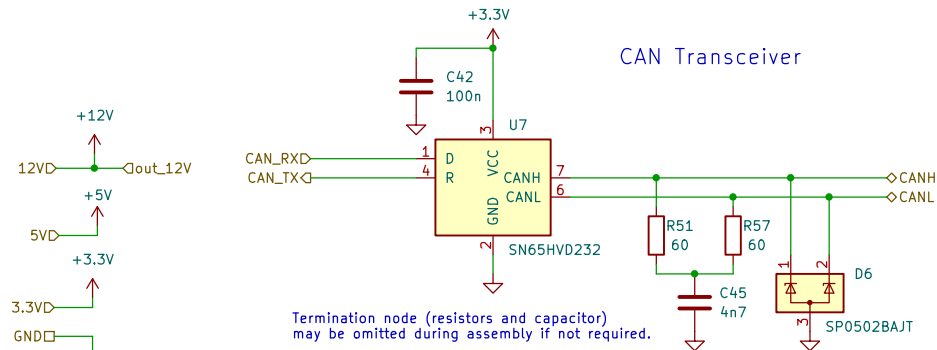 +3.3V
CAN Transceiver
C42
100n
+12V
U7
3
12V
out_12V
CAN_RX
1
D
VCC
CAN_TX
4
R
CANH
7
CANH
CANL
6
CANL
+5V
GND
5V
R51
60
R57
60
2
SN65HVD232
+3.3V
1
2
D6
C45
4n7
3.3V
3
SP0502BAJT
GND
Termination node (resistors and capacitor)
may be omitted during assembly if not required.